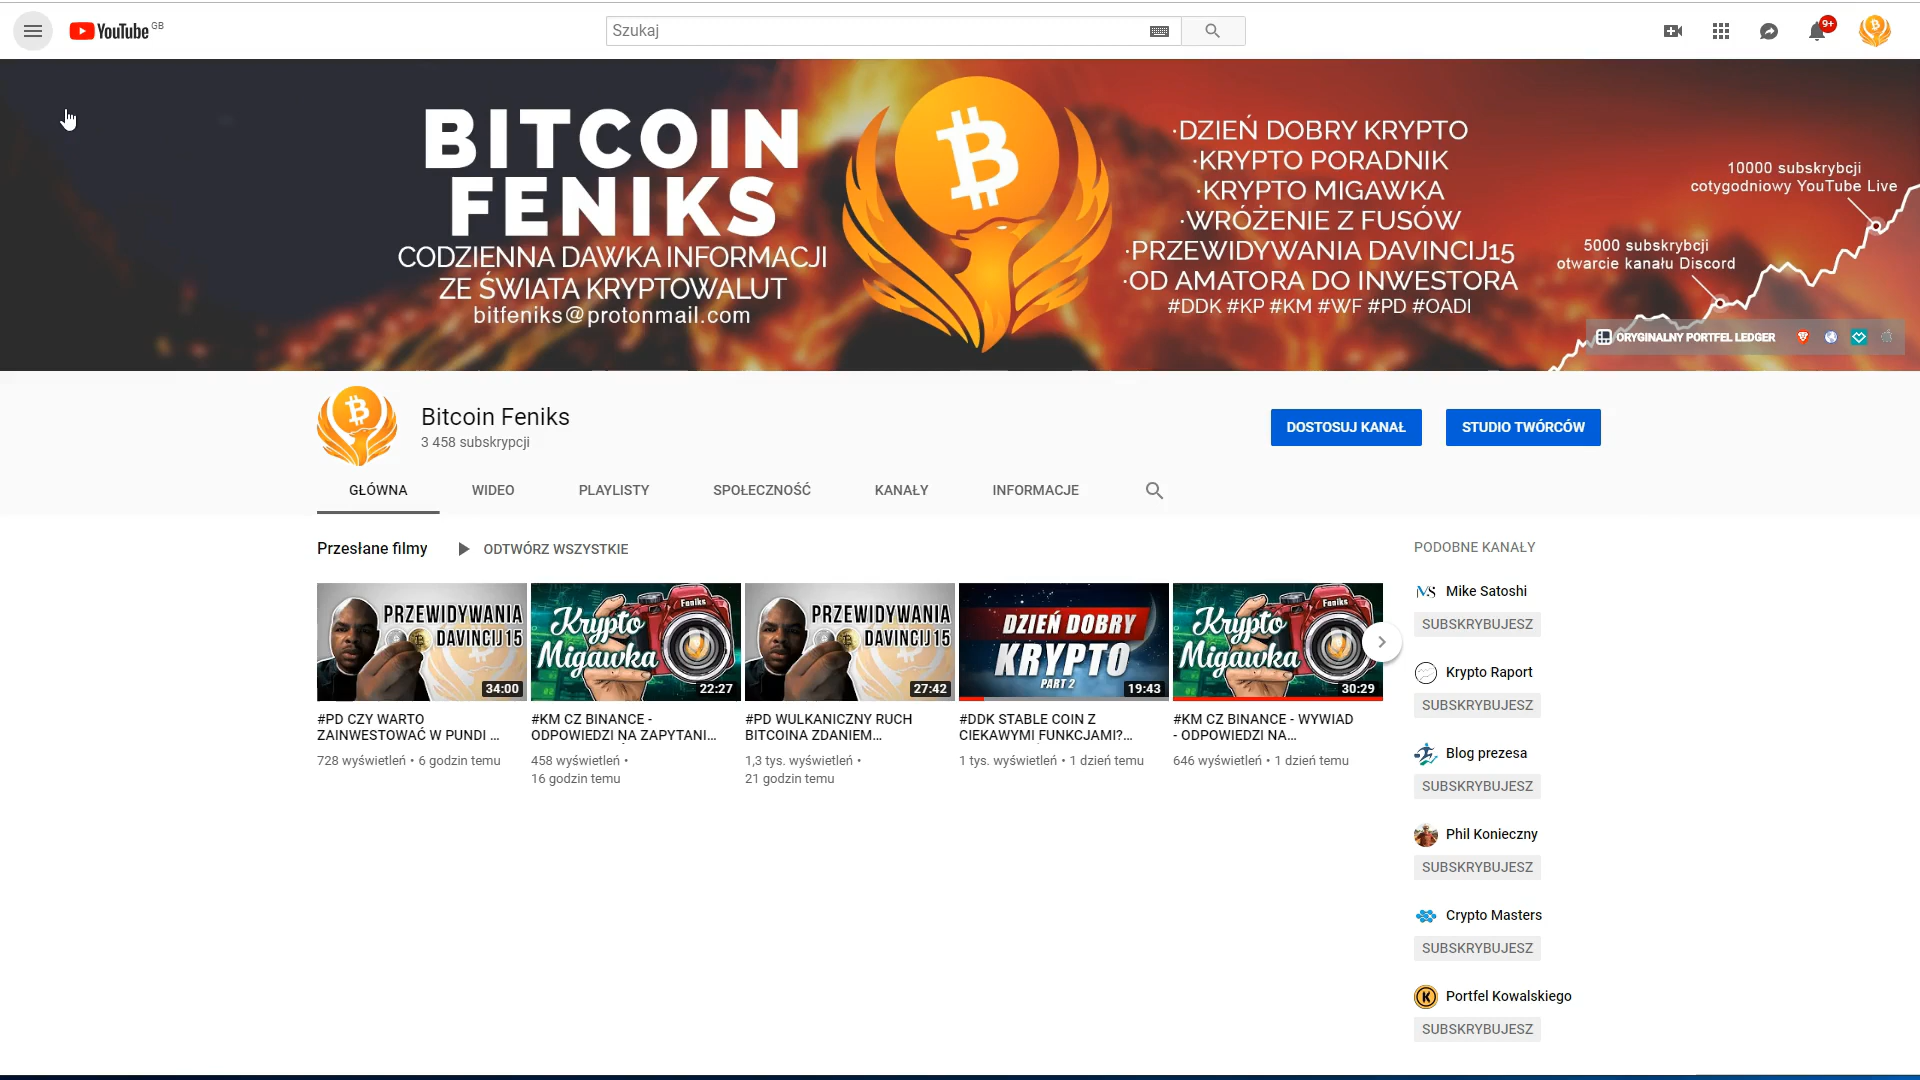 YouTube GB
Szukaj
9+
BITCOIN
FENIKS
CODZIENNA DAWKA INFORMACJI
ZE ŚWIATA KRYPTOWALUT
bitfeniks@protonmail.com
·DZIEŃ DOBRY KRYPTO
·KRYPTO PORADNIK
·KRYPTO MIGAWKA
·WRÓŻENIE Z FUSÓW
·PRZEWIDYWANIA DAVINCIJ15
·OD AMATORA DO INWESTORA
#DDK #KP #KM #WF #PD #OADI
10000 subskrybcji
cotygodniowy YouTube Live
5000 subskrybcji
otwarcie kanału Discord
ORYGINALNY PORTFEL LEDGER
Bitcoin Feniks
3 458 subskrypcji
DOSTOSUJ KANAŁ
STUDIO TWÓRCÓW
GŁÓWNA
WIDEO
PLAYLISTY
SPOŁECZNOŚĆ
KANAŁY
INFORMACJE
Przesłane filmy
ODTWÓRZ WSZYSTKIE
PRZEWIDYWANIA
DAVINCIJ15
34:00
#PD CZY WARTO
ZAINWESTOWAĆ W PUNDI ...
728 wyświetleń • 6 godzin temu
Feniks
Krypto
Migawka
22:27
#KM CZ BINANCE -
ODPOWIEDZI NA ZAPYTANI...
458 wyświetleń •
16 godzin temu
PRZEWIDYWANIA
DAVINCIJ15
27:42
#PD WULKANICZNY RUCH
BITCOINA ZDANIEM...
1,3 tys. wyświetleń •
21 godzin temu
DZIEŃ DOBRY
KRYPTO
PART 2
19:43
#DDK STABLE COIN Z
CIEKAWYMI FUNKCJAMI?...
1 tys. wyświetleń • 1 dzień temu
Feniks
Krypto
Migawka
30:29
#KM CZ BINANCE - WYWIAD
- ODPOWIEDZI NA...
646 wyświetleń • 1 dzień temu
PODOBNE KANAŁY
Mike Satoshi
SUBSKRYBUJESZ
Krypto Raport
SUBSKRYBUJESZ
Blog prezesa
SUBSKRYBUJESZ
Phil Konieczny
SUBSKRYBUJESZ
Crypto Masters
SUBSKRYBUJESZ
Portfel Kowalskiego
SUBSKRYBUJESZ